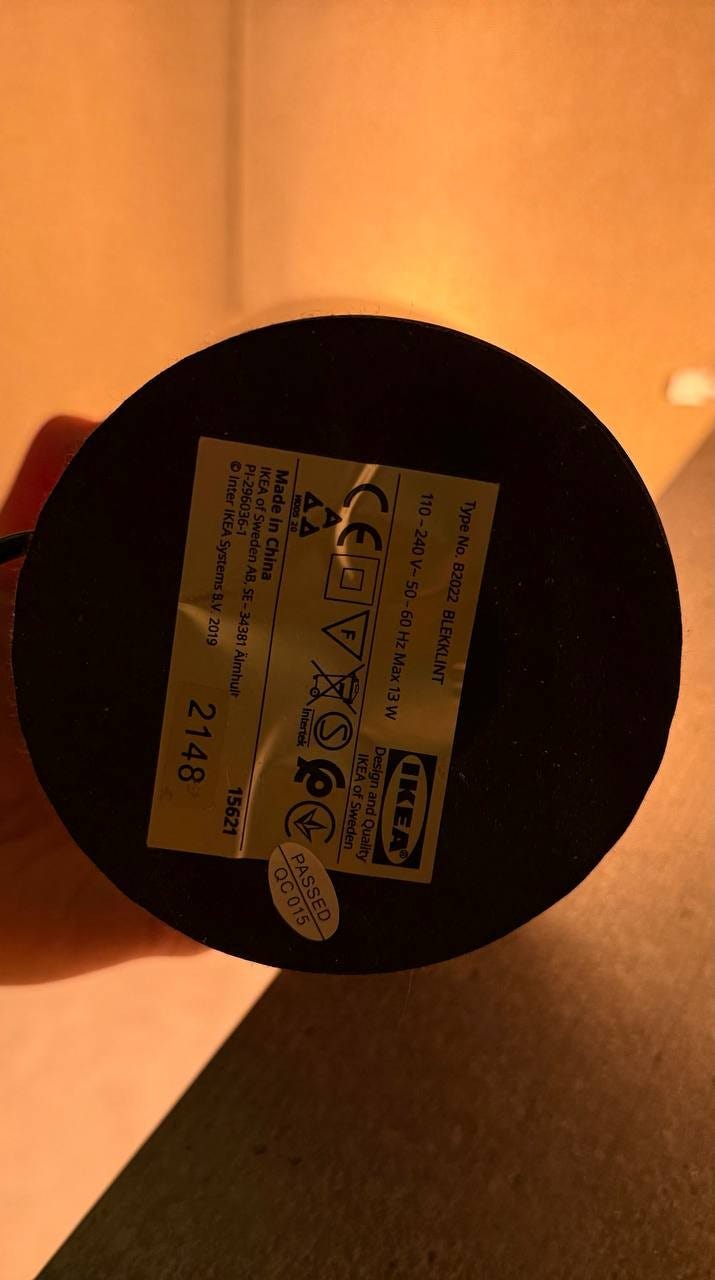 Type No. B2022 BLEKKLINT
110 – 240 V~ 50 – 60 Hz Max 13 W
IKEA®
Design and Quality
IKEA of Sweden
CE
F
S
Intertek
Made in China
IKEA of Sweden AB, SE – 34381 Älmhult
PI-296036-1
© Inter IKEA Systems B.V. 2019
15621
2148
PASSED
QC 015